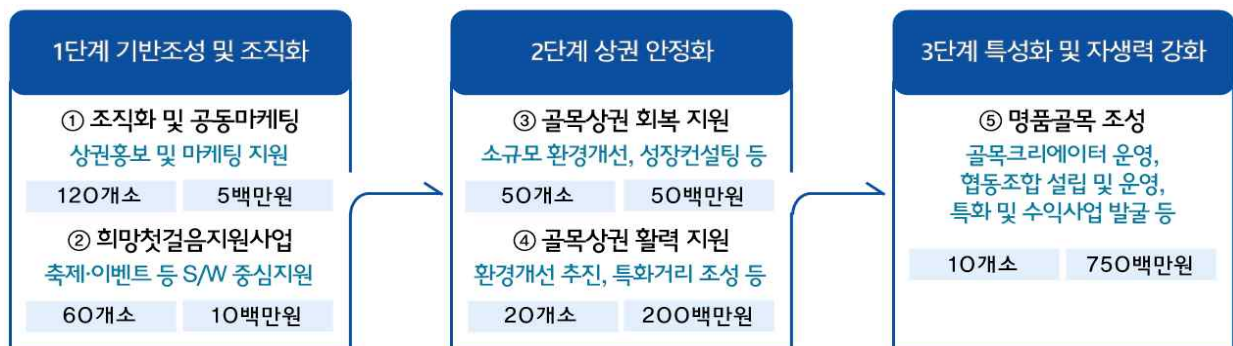 1단계 기반조성 및 조직화
① 조직화 및 공동마케팅
상권홍보 및 마케팅 지원
120개소 5백만원
② 희망첫걸음지원사업
축제·이벤트 등 S/W 중심지원
60개소 10백만원
2단계 상권 안정화
③ 골목상권 회복 지원
소규모 환경개선, 성장컨설팅 등
50개소 50백만원
④ 골목상권 활력 지원
환경개선 추진, 특화거리 조성 등
20개소 200백만원
3단계 특성화 및 자생력 강화
⑤ 명품골목 조성
골목크리에이터 운영,
협동조합 설립 및 운영,
특화 및 수익사업 발굴 등
10개소 750백만원